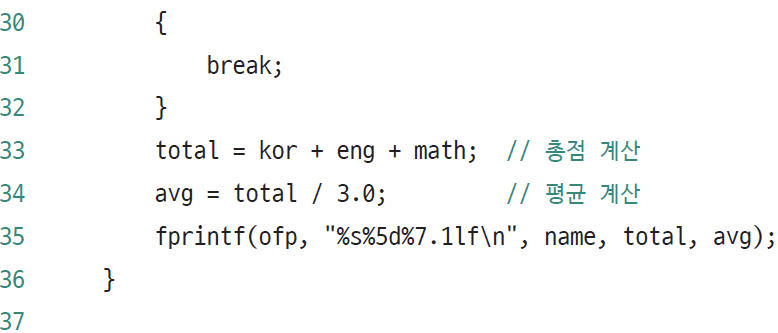 30 {
31 break;
32 }
33 total = kor + eng + math; // 총점 계산
34 avg = total / 3.0; // 평균 계산
35 fprintf(ofp, "%s%5d%7.1lf\n", name, total, avg);
36 }
37